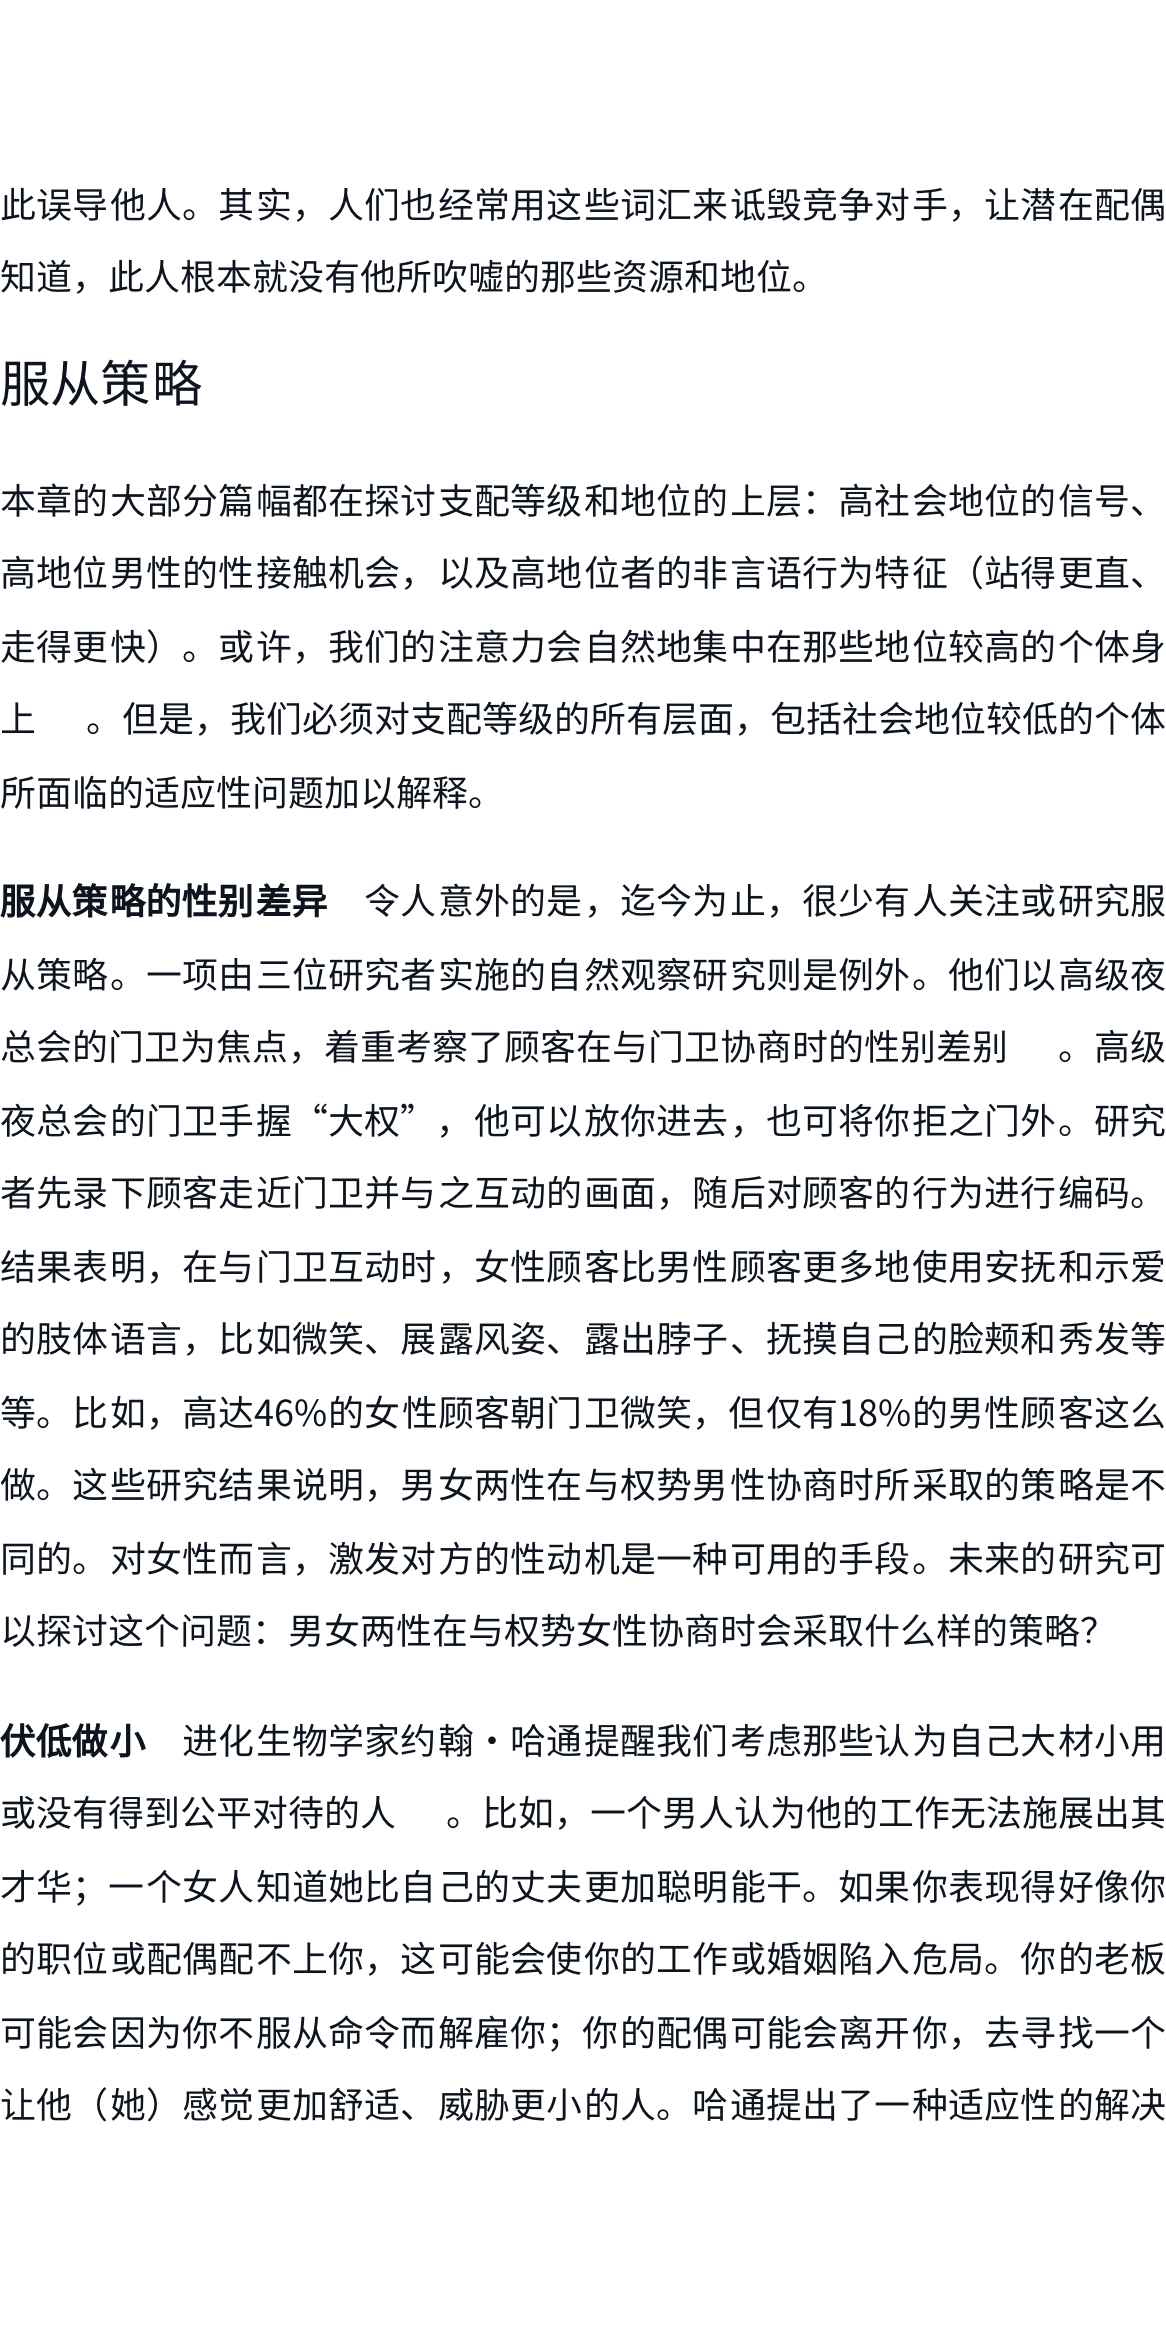 此误导他人。其实，人们也经常用这些词汇来诋毁竞争对手，让潜在配偶
知道，此人根本就没有他所吹嘘的那些资源和地位。
服从策略
本章的大部分篇幅都在探讨支配等级和地位的上层：高社会地位的信号、
高地位男性的性接触机会，以及高地位者的非言语行为特征（站得更直、
走得更快）。或许，我们的注意力会自然地集中在那些地位较高的个体身
上　。但是，我们必须对支配等级的所有层面，包括社会地位较低的个体
所面临的适应性问题加以解释。
服从策略的性别差异　令人意外的是，迄今为止，很少有人关注或研究服
从策略。一项由三位研究者实施的自然观察研究则是例外。他们以高级夜
总会的门卫为焦点，着重考察了顾客在与门卫协商时的性别差别　。高级
夜总会的门卫手握“大权”，他可以放你进去，也可将你拒之门外。研究
者先录下顾客走近门卫并与之互动的画面，随后对顾客的行为进行编码。
结果表明，在与门卫互动时，女性顾客比男性顾客更多地使用安抚和示爱
的肢体语言，比如微笑、展露风姿、露出脖子、抚摸自己的脸颊和秀发等
等。比如，高达46%的女性顾客朝门卫微笑，但仅有18%的男性顾客这么
做。这些研究结果说明，男女两性在与权势男性协商时所采取的策略是不
同的。对女性而言，激发对方的性动机是一种可用的手段。未来的研究可
以探讨这个问题：男女两性在与权势女性协商时会采取什么样的策略？
伏低做小　进化生物学家约翰·哈通提醒我们考虑那些认为自己大材小用
或没有得到公平对待的人　。比如，一个男人认为他的工作无法施展出其
才华；一个女人知道她比自己的丈夫更加聪明能干。如果你表现得好像你
的职位或配偶配不上你，这可能会使你的工作或婚姻陷入危局。你的老板
可能会因为你不服从命令而解雇你；你的配偶可能会离开你，去寻找一个
让他（她）感觉更加舒适、威胁更小的人。哈通提出了一种适应性的解决